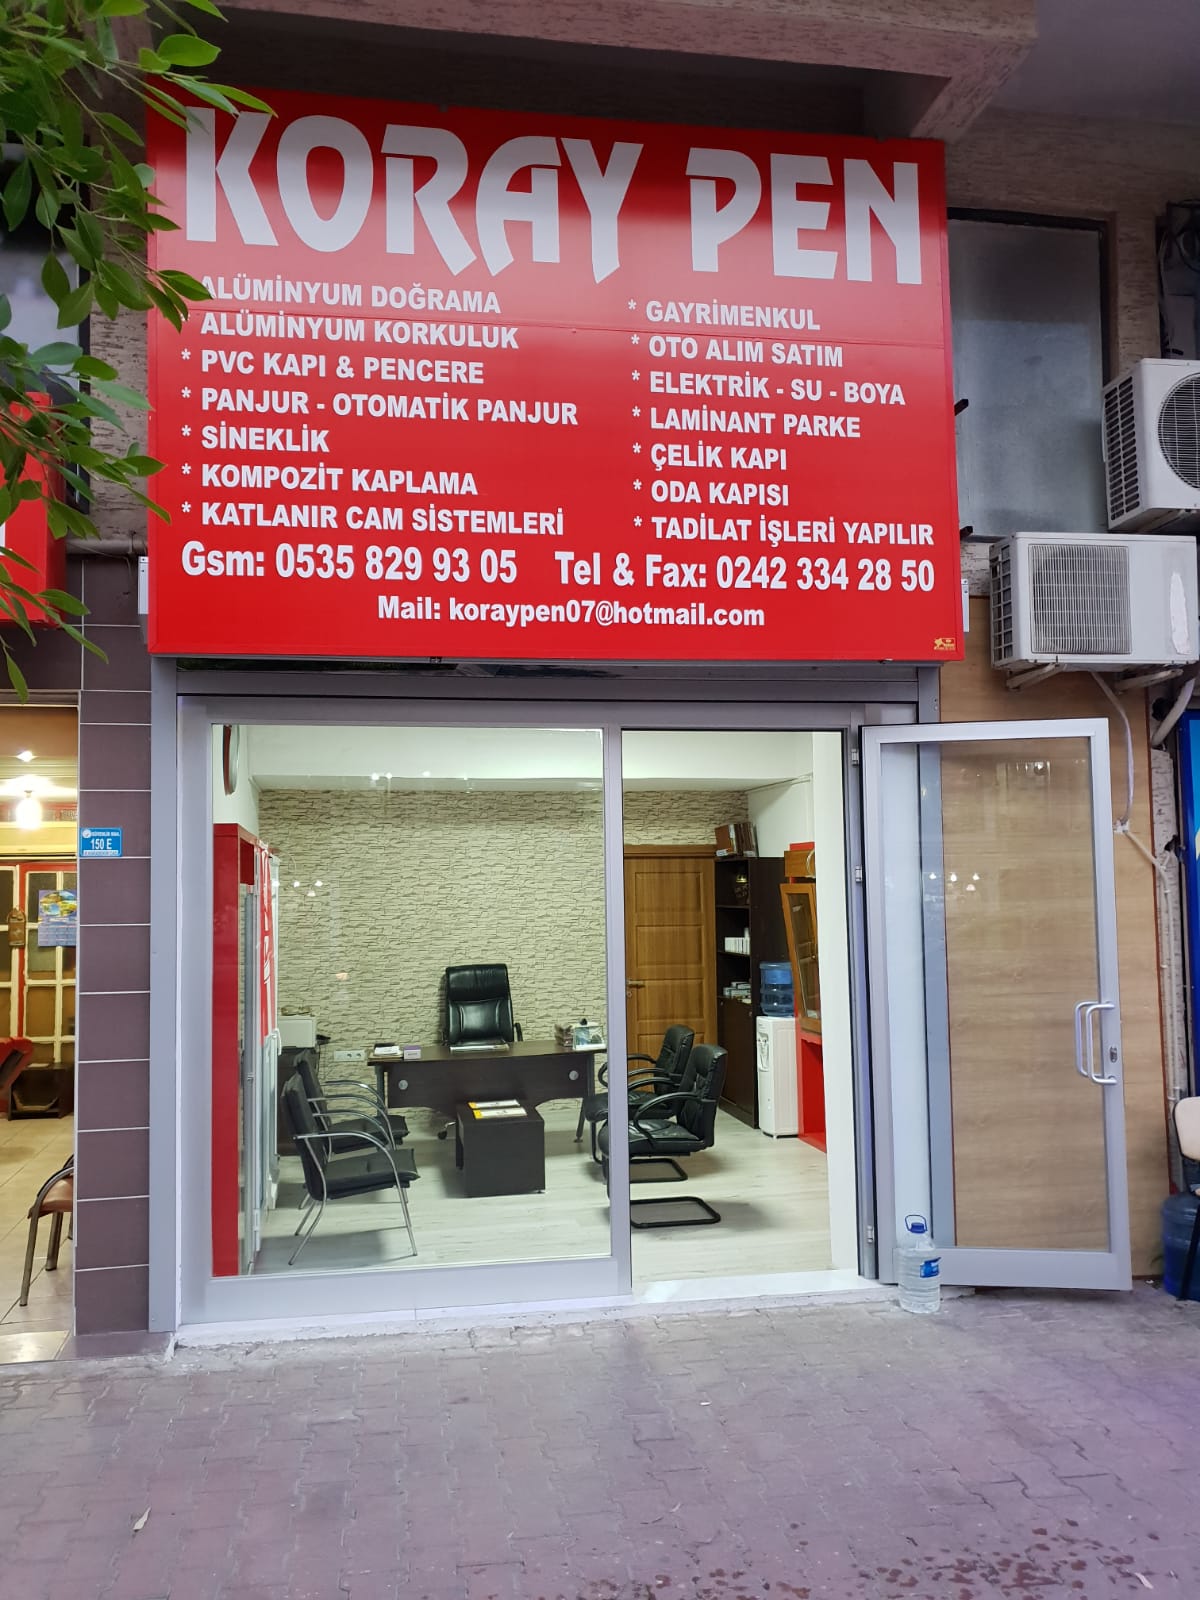 KORAY PEN
ALÜMİNYUM DOĞRAMA
ALÜMİNYUM KORKULUK
* PVC KAPI & PENCERE
* PANJUR - OTOMATİK PANJUR
* SİNEKLİK
* KOMPOZİT KAPLAMA
* KATLANIR CAM SİSTEMLERİ
* GAYRİMENKUL
* OTO ALIM SATIM
* ELEKTRİK - SU - BOYA
* LAMİNANT PARKE
* ÇELİK KAPI
* ODA KAPISI
* TADİLAT İŞLERİ YAPILIR
Gsm: 0535 829 93 05 Tel & Fax: 0242 334 28 50
Mail: koraypen07@hotmail.com
150 E